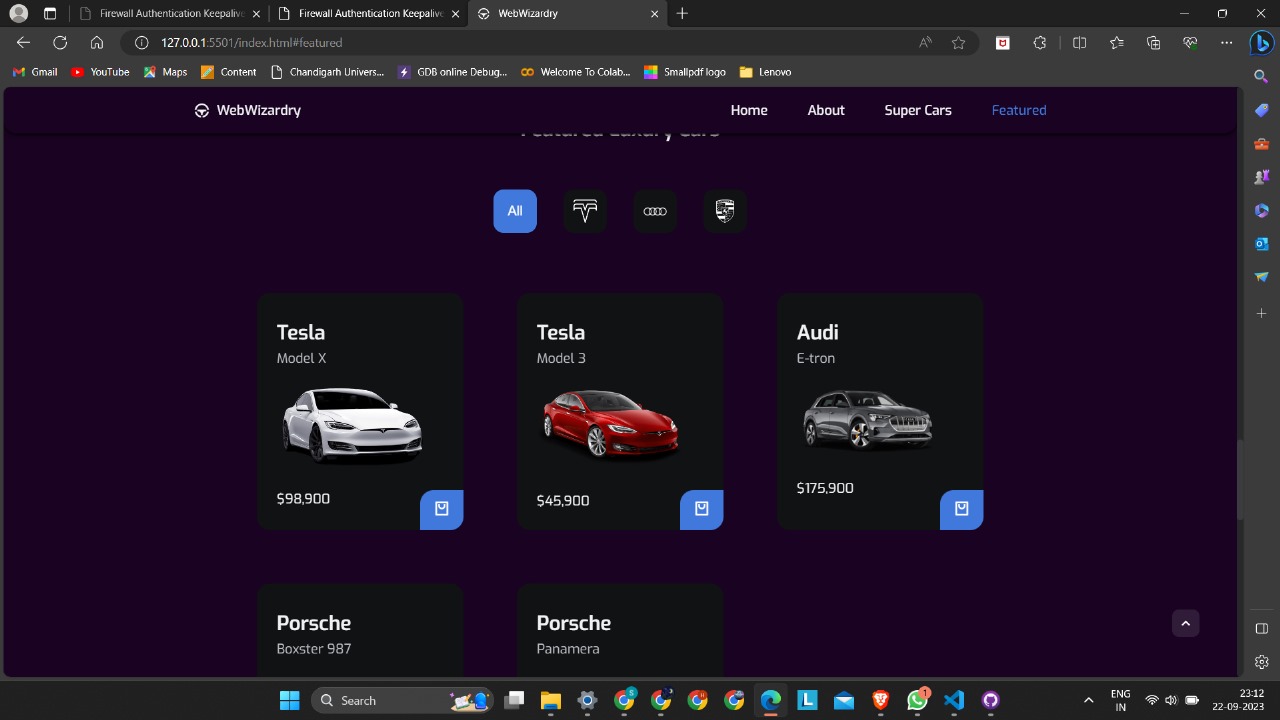 Firewall Authentication Keepalive
Firewall Authentication Keepalive
WebWizardry
127.0.0.1:5501/index.html#featured
Gmail
YouTube
Maps
Content
Chandigarh Univers...
GDB online Debug...
Welcome To Colab...
Smallpdf logo
Lenovo
WebWizardry
Home
About
Super Cars
Featured
Featured Luxury Cars
All
Tesla
Model X
$98,900
Tesla
Model 3
$45,900
Audi
E-tron
$175,900
Porsche
Boxster 987
Porsche
Panamera
Search
ENG
IN
23:12
22-09-2023